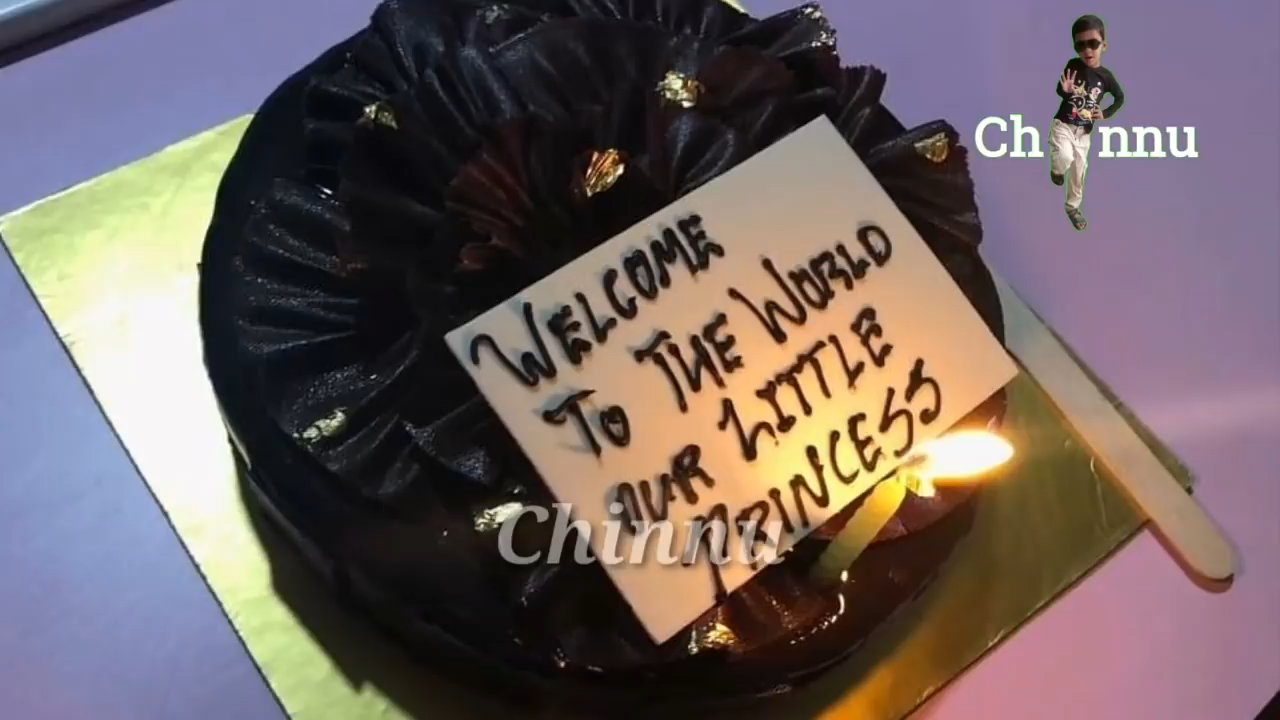 Chinnu
WELCOME
TO THE WORLD
OUR LITTLE
PRINCESS
Chinnu